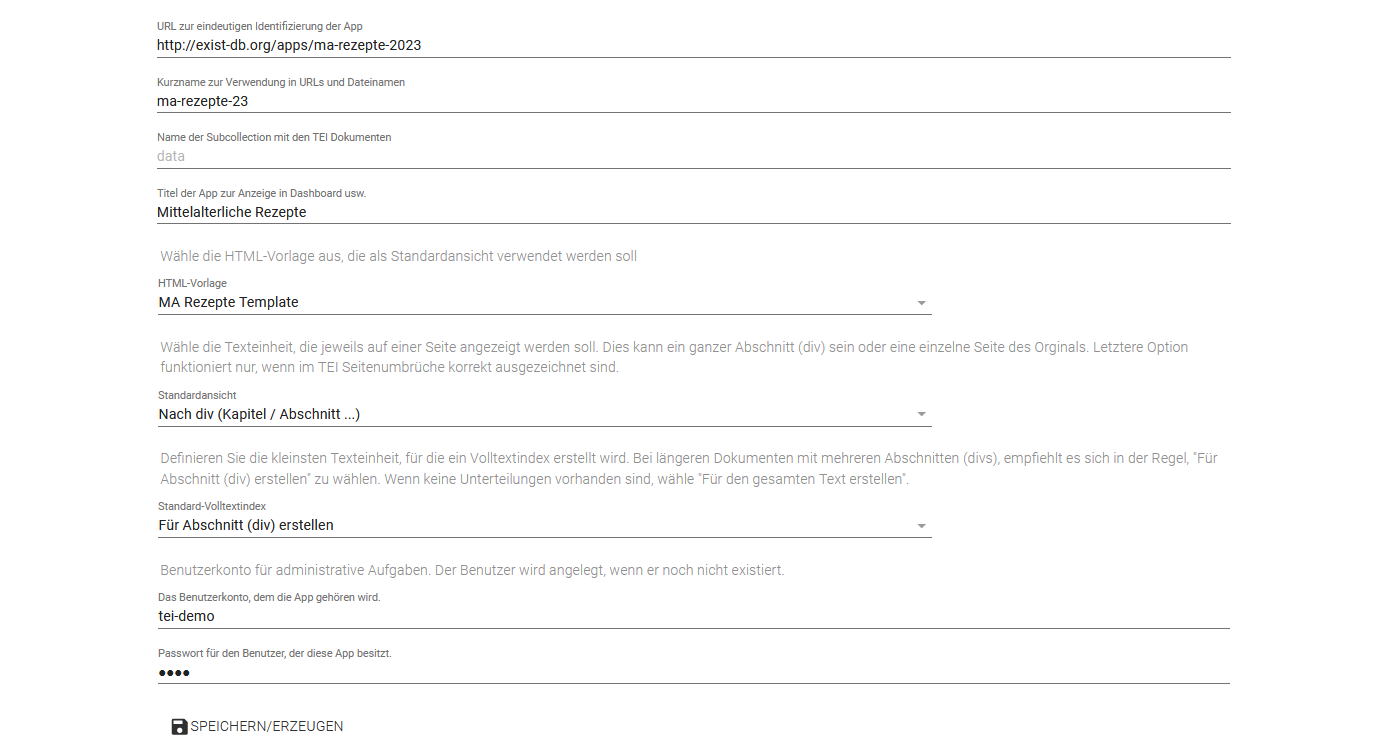 URL zur eindeutigen Identifizierung der App
http://exist-db.org/apps/ma-rezepte-2023
Kurzname zur Verwendung in URLs und Dateinamen
ma-rezepte-23
Name der Subcollection mit den TEI Dokumenten
data
Titel der App zur Anzeige in Dashboard usw.
Mittelalterliche Rezepte
Wähle die HTML-Vorlage aus, die als Standardansicht verwendet werden soll
HTML-Vorlage
MA Rezepte Template
Wähle die Texteinheit, die jeweils auf einer Seite angezeigt werden soll. Dies kann ein ganzer Abschnitt (div) sein oder eine einzelne Seite des Orginals. Letztere Option
funktioniert nur, wenn im TEI Seitenumbrüche korrekt ausgezeichnet sind.
Standardansicht
Nach div (Kapitel / Abschnitt ...)
Definieren Sie die kleinsten Texteinheit, für die ein Volltextindex erstellt wird. Bei längeren Dokumenten mit mehreren Abschnitten (divs), empfiehlt es sich in der Regel, "Für
Abschnitt (div) erstellen" zu wählen. Wenn keine Unterteilungen vorhanden sind, wähle "Für den gesamten Text erstellen".
Standard-Volltextindex
Für Abschnitt (div) erstellen
Benutzerkonto für administrative Aufgaben. Der Benutzer wird angelegt, wenn er noch nicht existiert.
Das Benutzerkonto, dem die App gehören wird.
tei-demo
Passwort für den Benutzer, der diese App besitzt.
••••
SPEICHERN/ERZEUGEN